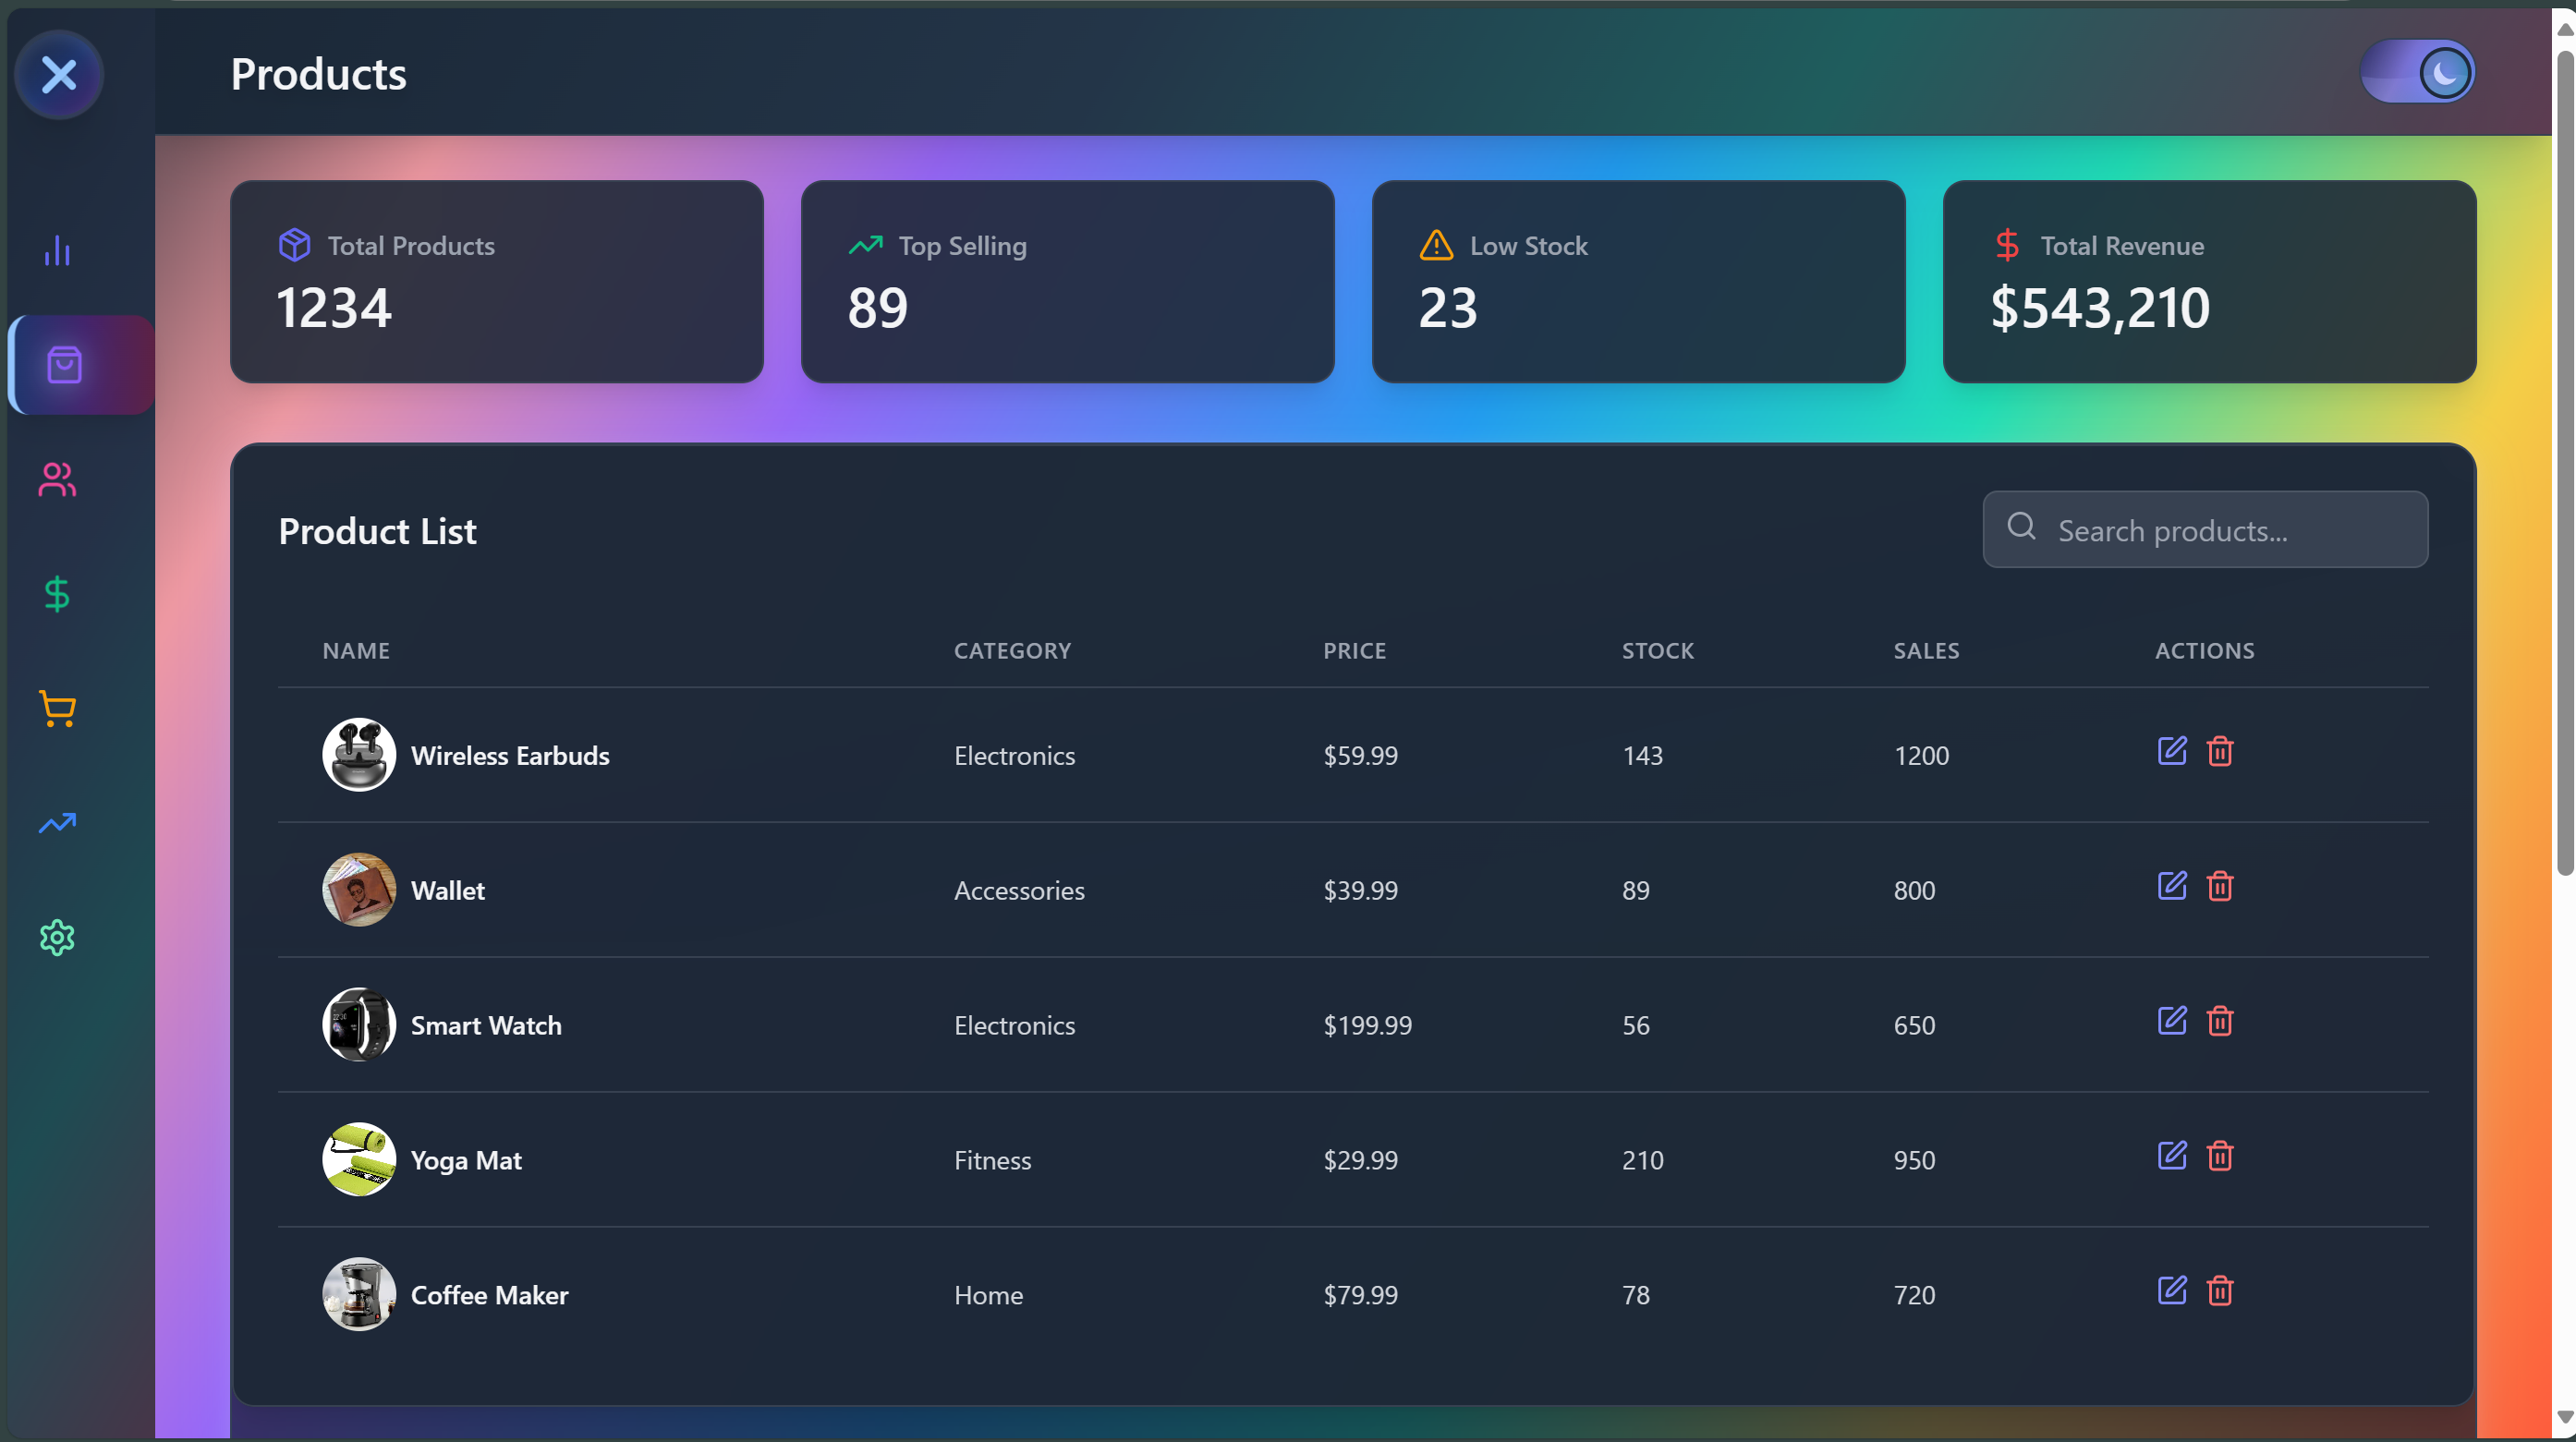 Products
Total Products
1234
Top Selling
89
Low Stock
23
Total Revenue
$543,210
Product List
Search products...
NAME CATEGORY PRICE STOCK SALES ACTIONS
Wireless Earbuds Electronics $59.99 143 1200
Wallet Accessories $39.99 89 800
Smart Watch Electronics $199.99 56 650
Yoga Mat Fitness $29.99 210 950
Coffee Maker Home $79.99 78 720